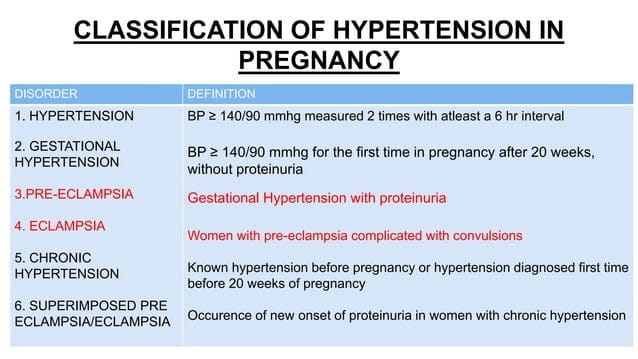 CLASSIFICATION OF HYPERTENSION IN
PREGNANCY
DISORDER DEFINITION
1. HYPERTENSION BP ≥ 140/90 mmhg measured 2 times with atleast a 6 hr interval
2. GESTATIONAL
HYPERTENSION
BP ≥ 140/90 mmhg for the first time in pregnancy after 20 weeks,
without proteinuria
3.PRE-ECLAMPSIA Gestational Hypertension with proteinuria
4. ECLAMPSIA Women with pre-eclampsia complicated with convulsions
5. CHRONIC
HYPERTENSION
Known hypertension before pregnancy or hypertension diagnosed first time
before 20 weeks of pregnancy
6. SUPERIMPOSED PRE
ECLAMPSIA/ECLAMPSIA
Occurence of new onset of proteinuria in women with chronic hypertension